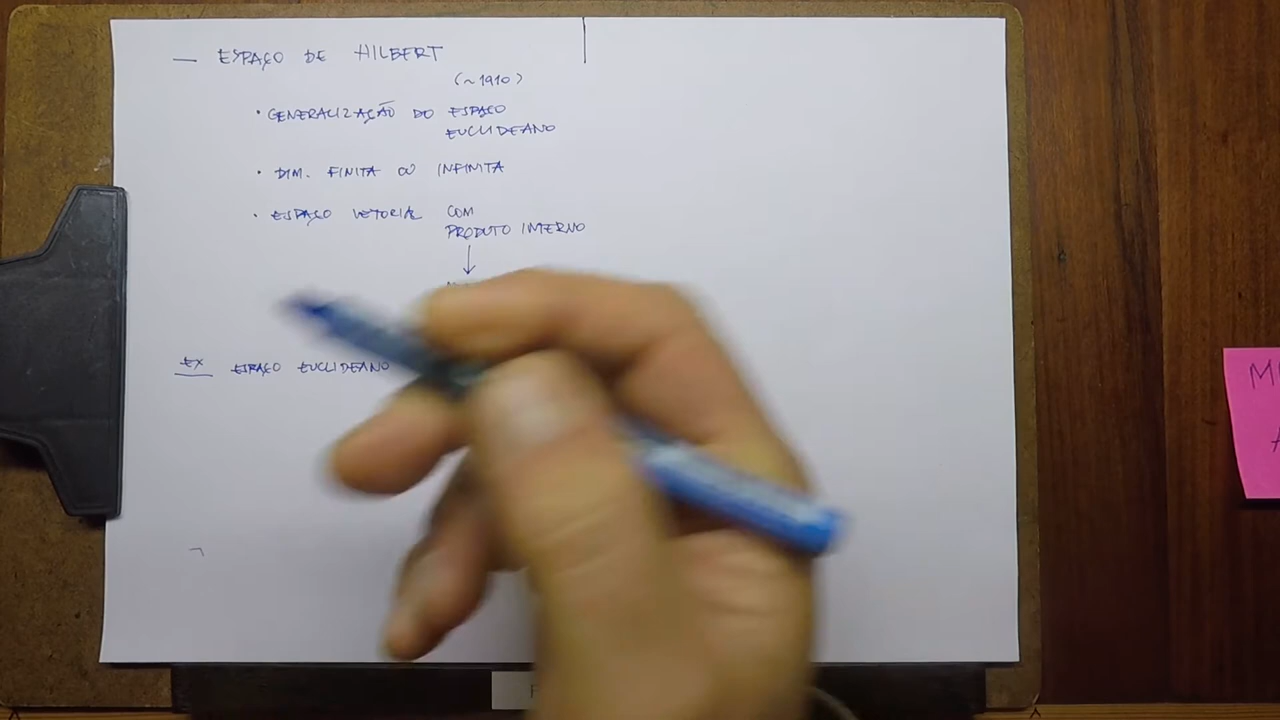 — ESPAÇO DE HILBERT
(~1910)
• GENERALIZAÇÃO DO ESPAÇO
EUCLIDEANO
• DIM. FINITA OU INFINITA
• ESPAÇO VETORIAL COM
PRODUTO INTERNO
↓
EX ESPAÇO EUCLIDEANO